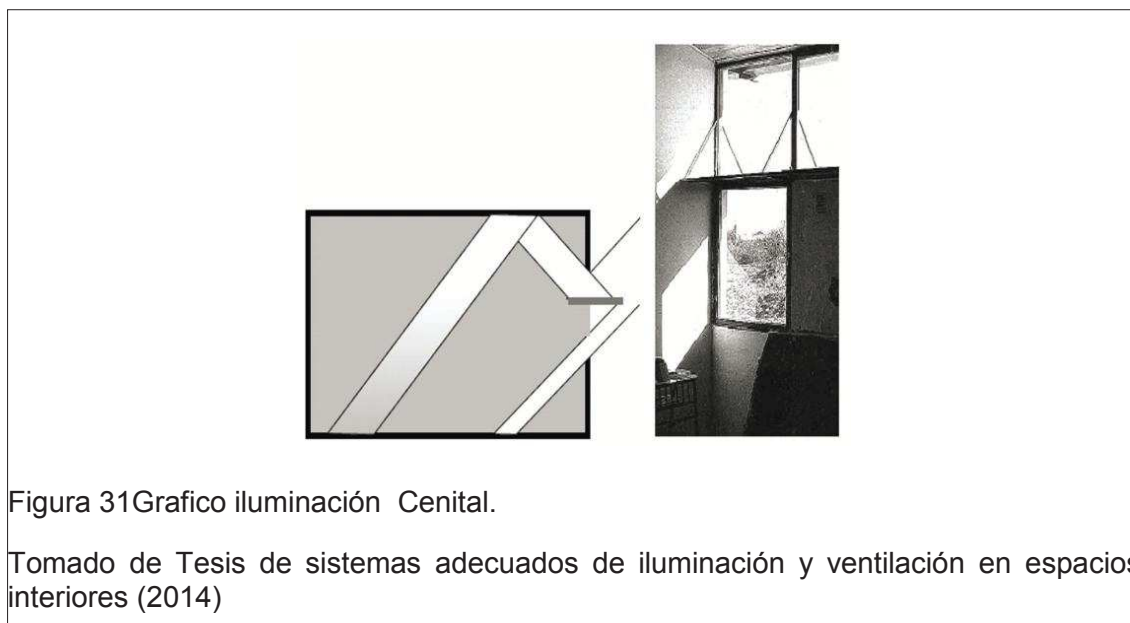 Figura 31Grafico iluminación Cenital.
Tomado de Tesis de sistemas adecuados de iluminación y ventilación en espacios
interiores (2014)